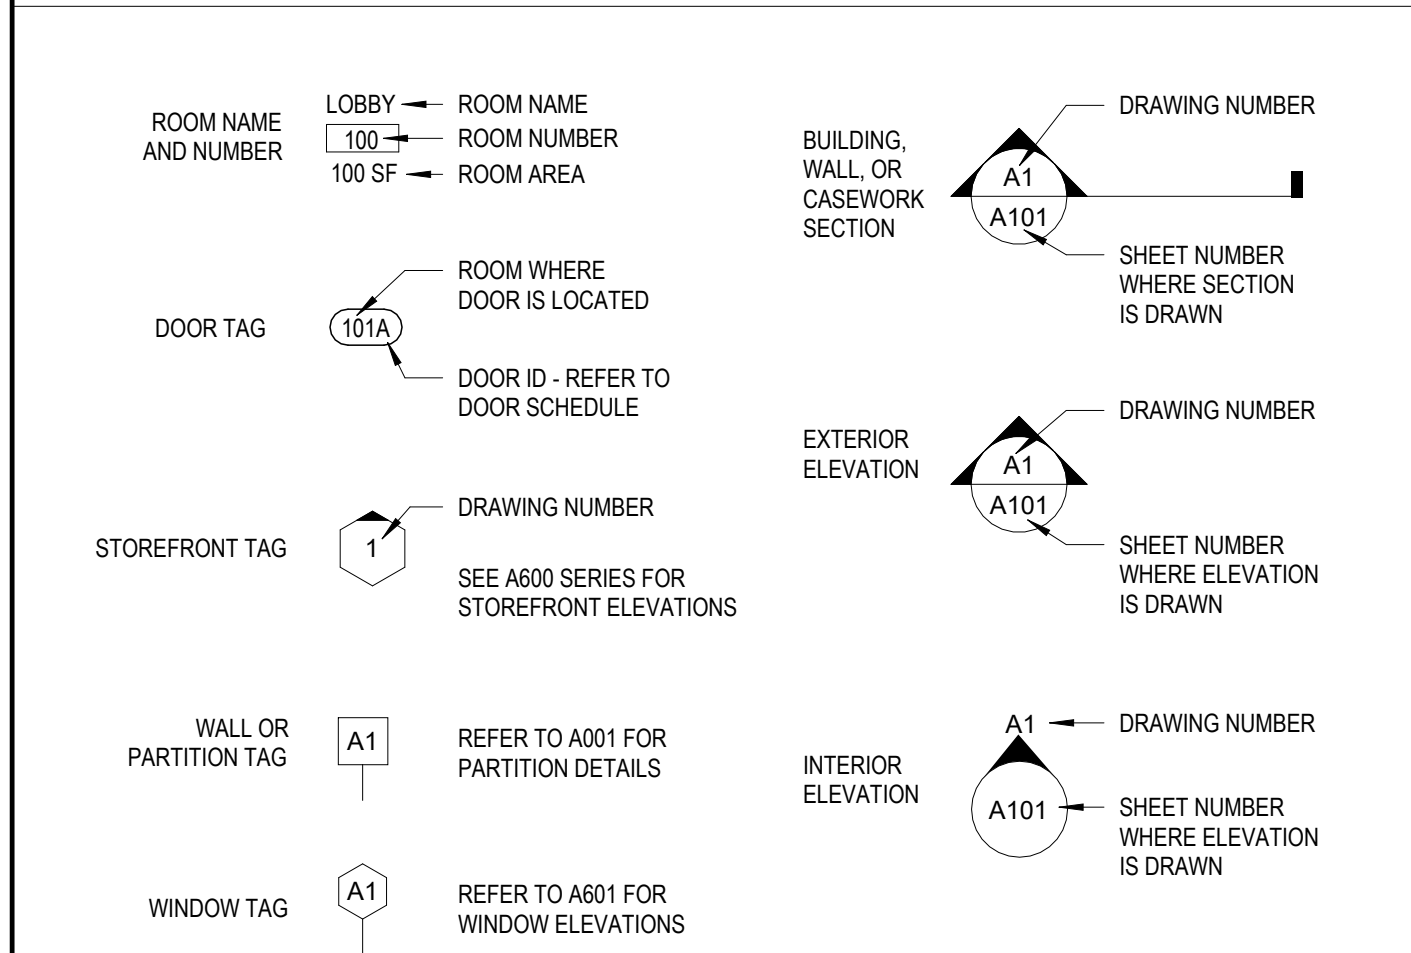 ROOM NAME
AND NUMBER
LOBBY
ROOM NAME
100
ROOM NUMBER
100 SF
ROOM AREA
DOOR TAG
101A
ROOM WHERE
DOOR IS LOCATED
DOOR ID - REFER TO
DOOR SCHEDULE
STOREFRONT TAG
1
DRAWING NUMBER
SEE A600 SERIES FOR
STOREFRONT ELEVATIONS
WALL OR
PARTITION TAG
A1
REFER TO A001 FOR
PARTITION DETAILS
WINDOW TAG
A1
REFER TO A601 FOR
WINDOW ELEVATIONS
BUILDING,
WALL, OR
CASEWORK
SECTION
A1
A101
DRAWING NUMBER
SHEET NUMBER
WHERE SECTION
IS DRAWN
EXTERIOR
ELEVATION
A1
A101
DRAWING NUMBER
SHEET NUMBER
WHERE ELEVATION
IS DRAWN
INTERIOR
ELEVATION
A1
A101
DRAWING NUMBER
SHEET NUMBER
WHERE ELEVATION
IS DRAWN